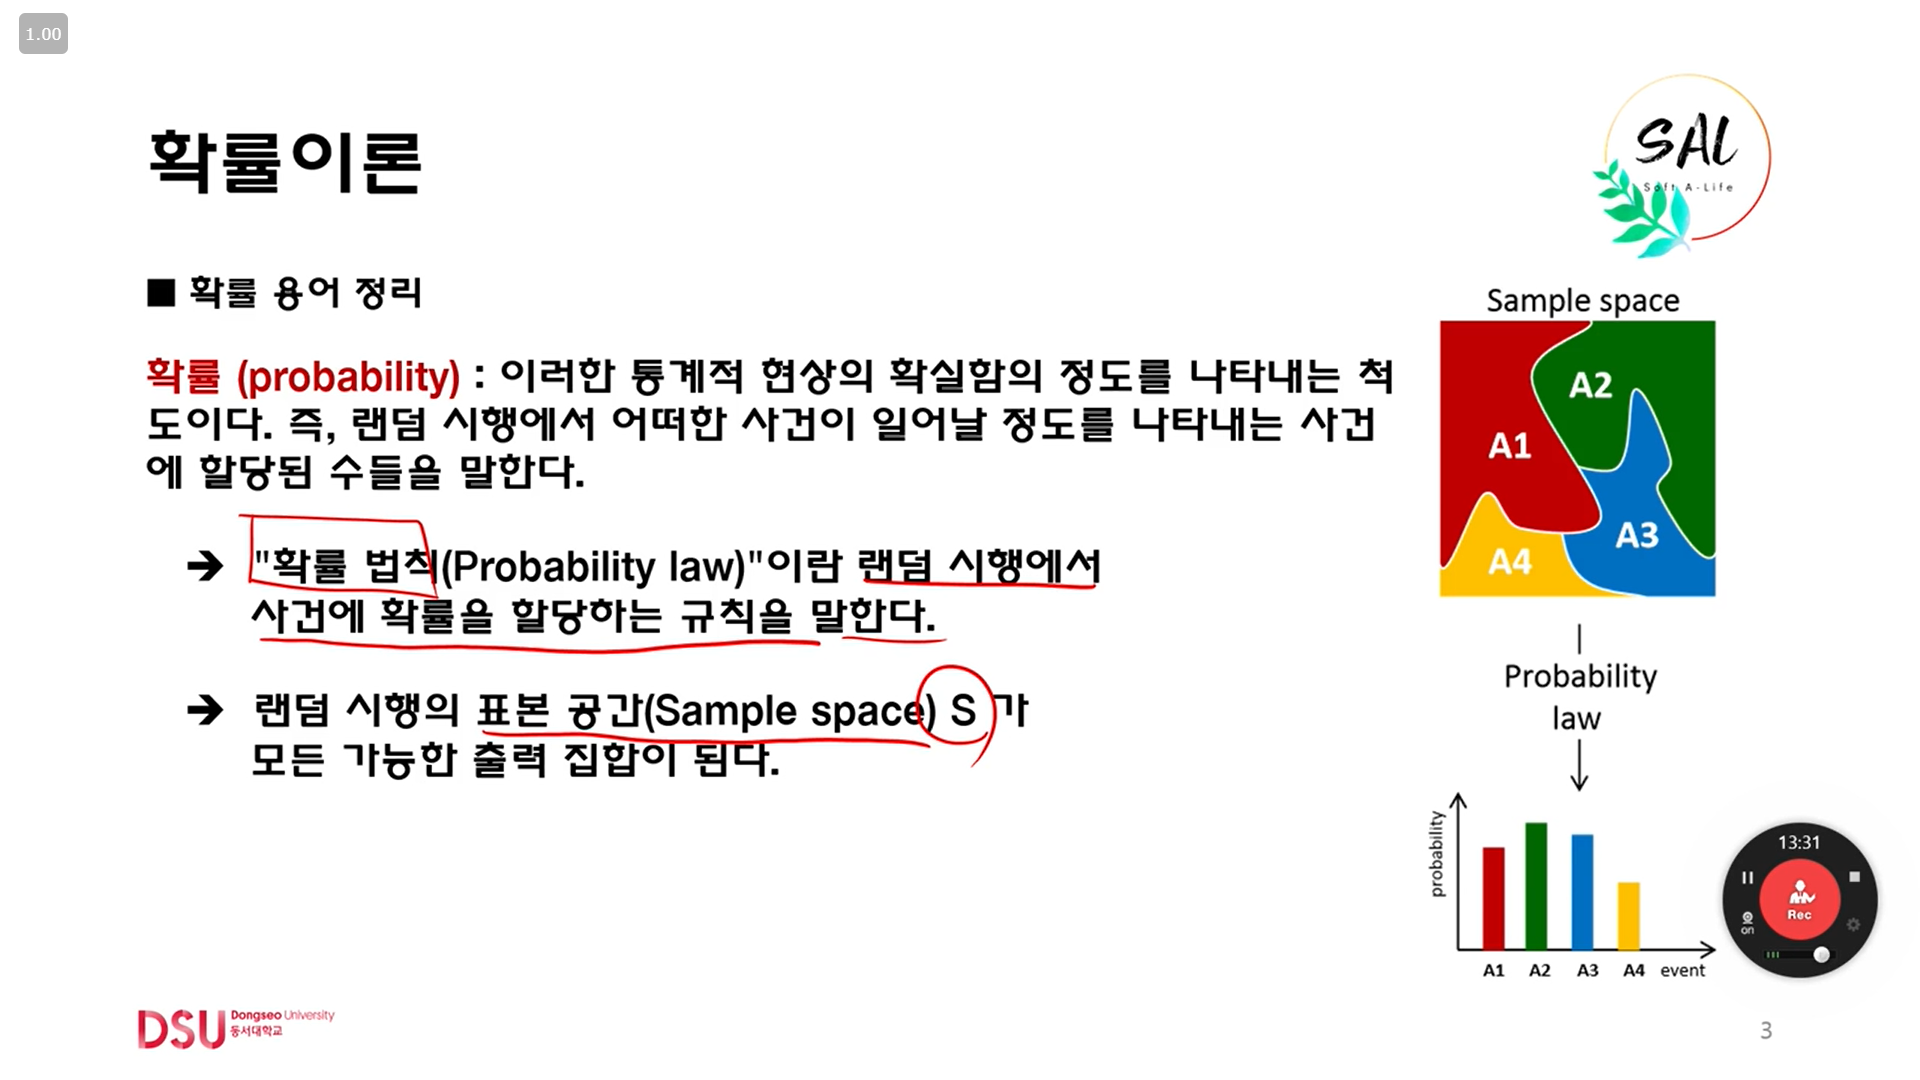 1.00
확률이론
SAL
Soft A-Life
■ 확률 용어 정리
확률 (probability) : 이러한 통계적 현상의 확실함의 정도를 나타내는 척
도이다. 즉, 랜덤 시행에서 어떠한 사건이 일어날 정도를 나타내는 사건
에 할당된 수들을 말한다.
➔ "확률 법칙(Probability law)"이란 랜덤 시행에서
사건에 확률을 할당하는 규칙을 말한다.
➔ 랜덤 시행의 표본 공간(Sample space) S 가
모든 가능한 출력 집합이 된다.
Sample space
A1
A2
A3
A4
Probability
law
probability
A1 A2 A3 A4 event
13:31
Rec
on
DSU Dongseo University
동서대학교
3